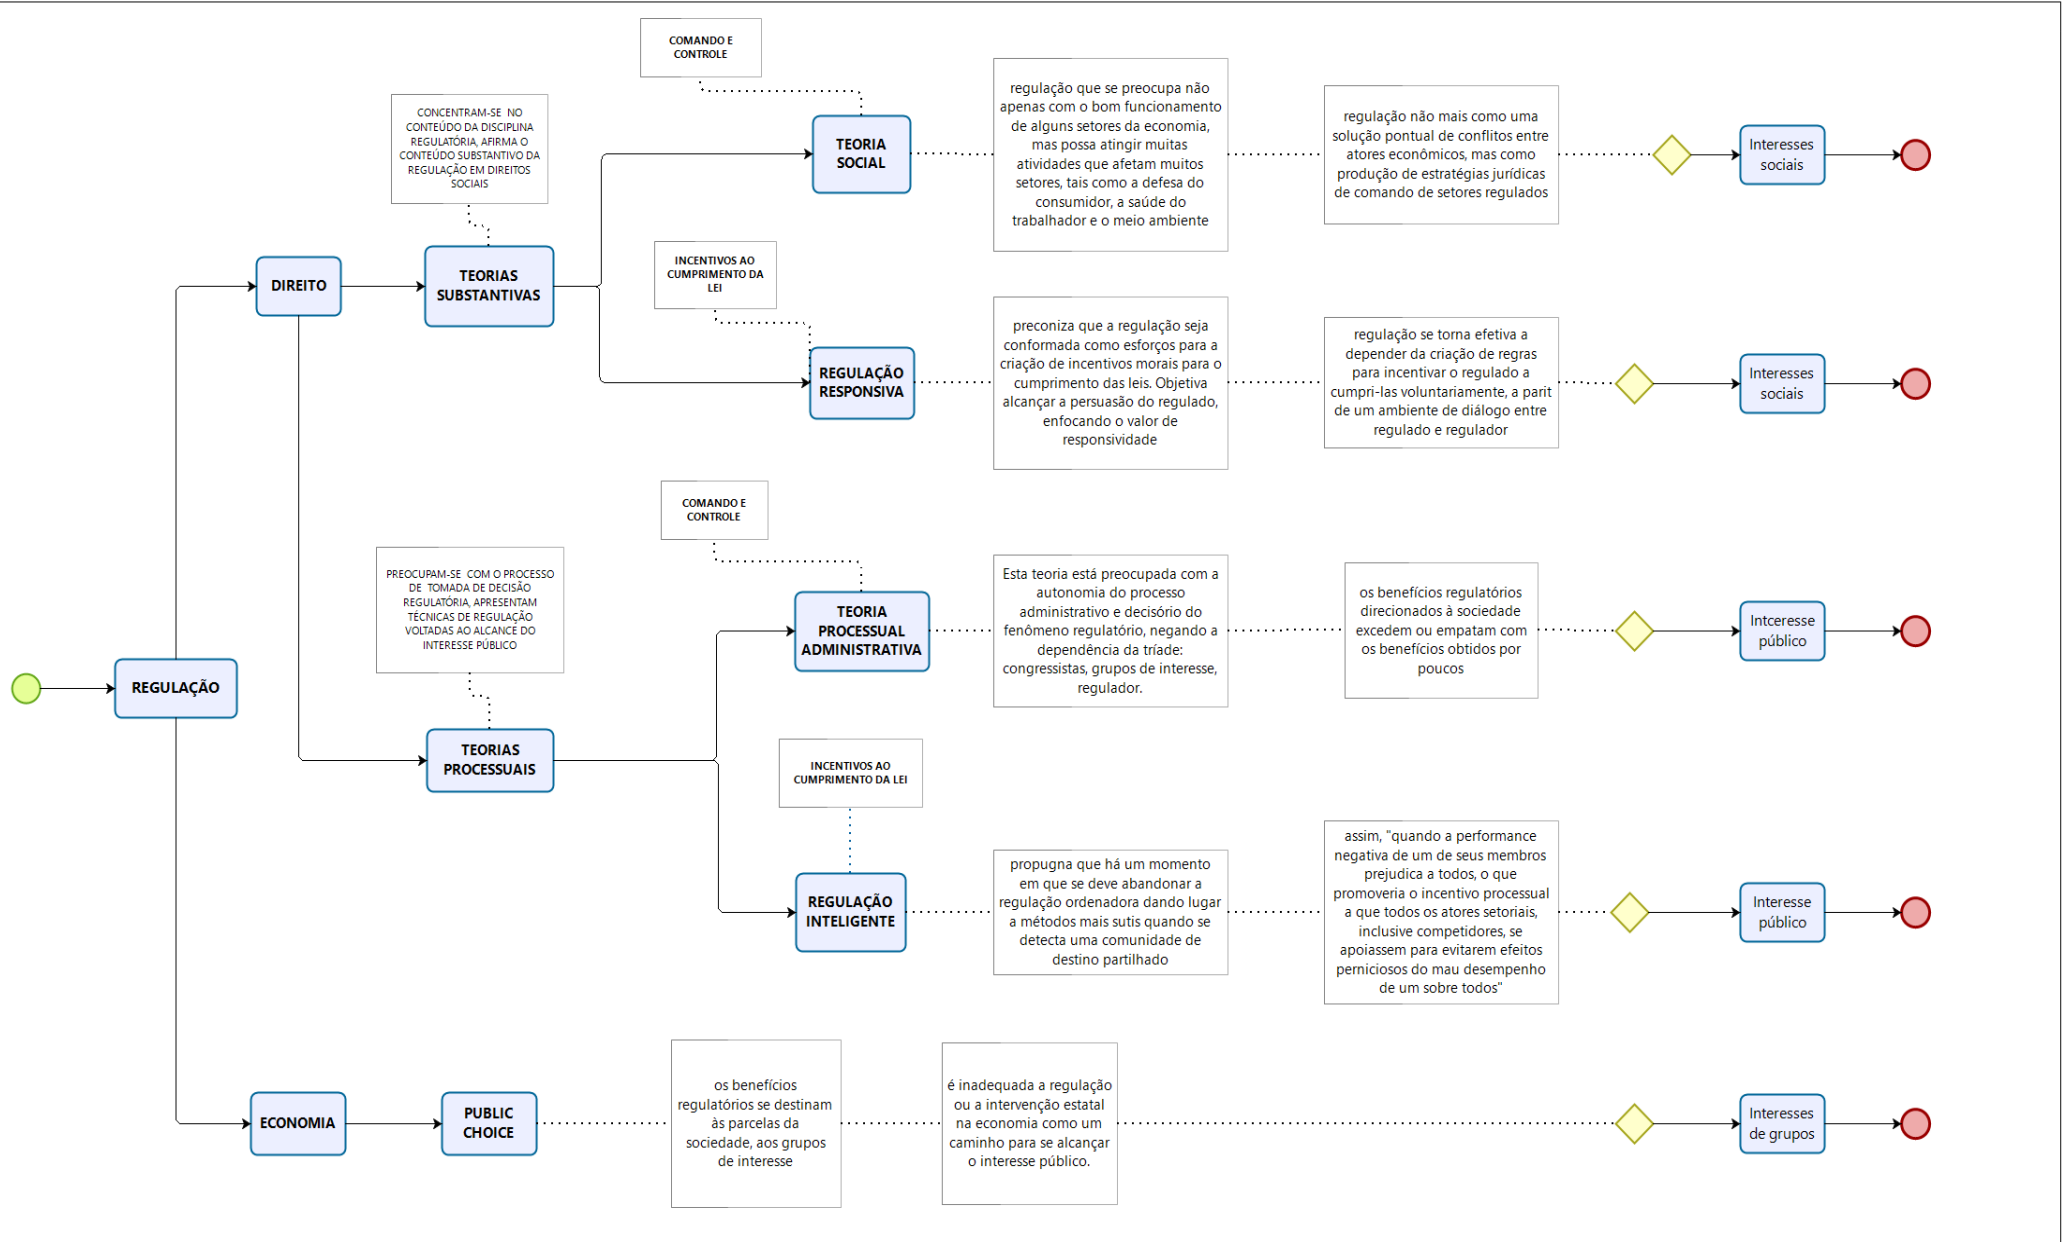 COMANDO E
CONTROLE
CONCENTRAM-SE NO
CONTEÚDO DA DISCIPLINA
REGULATÓRIA, AFIRMA O
CONTEÚDO SUBSTANTIVO DA
REGULAÇÃO EM DIREITOS
SOCIAIS
TEORIA
SOCIAL
regulação que se preocupa não
apenas com o bom funcionamento
de alguns setores da economia,
mas possa atingir muitas
atividades que afetam muitos
setores, tais como a defesa do
consumidor, a saúde do
trabalhador e o meio ambiente
regulação não mais como uma
solução pontual de conflitos entre
atores econômicos, mas como
produção de estratégias jurídicas
de comando de setores regulados
Interesses
sociais
DIREITO
TEORIAS
SUBSTANTIVAS
INCENTIVOS AO
CUMPRIMENTO DA
LEI
REGULAÇÃO
RESPONSIVA
preconiza que a regulação seja
conformada como esforços para a
criação de incentivos morais para o
cumprimento das leis. Objetiva
alcançar a persuasão do regulado,
enfocando o valor de
responsividade
regulação se torna efetiva a
depender da criação de regras
para incentivar o regulado a
cumpri-las voluntariamente, a parit
de um ambiente de diálogo entre
regulado e regulador
Interesses
sociais
COMANDO E
CONTROLE
PREOCUPAM-SE COM O PROCESSO
DE TOMADA DE DECISÃO
REGULATÓRIA, APRESENTAM
TÉCNICAS DE REGULAÇÃO
VOLTADAS AO ALCANCE DO
INTERESSE PÚBLICO
TEORIA
PROCESSUAL
ADMINISTRATIVA
Esta teoria está preocupada com a
autonomia do processo
administrativo e decisório do
fenômeno regulatório, negando a
dependência da tríade:
congressistas, grupos de interesse,
regulador.
os benefícios regulatórios
direcionados à sociedade
excedem ou empatam com
os benefícios obtidos por
poucos
Intceresse
público
REGULAÇÃO
TEORIAS
PROCESSUAIS
INCENTIVOS AO
CUMPRIMENTO DA LEI
REGULAÇÃO
INTELIGENTE
propugna que há um momento
em que se deve abandonar a
regulação ordenadora dando lugar
a métodos mais sutis quando se
detecta uma comunidade de
destino partilhado
assim, "quando a performance
negativa de um de seus membros
prejudica a todos, o que
promoveria o incentivo processual
a que todos os atores setoriais,
inclusive competidores, se
apoiassem para evitarem efeitos
perniciosos do mau desempenho
de um sobre todos"
Interesse
público
ECONOMIA
PUBLIC
CHOICE
os benefícios
regulatórios se destinam
às parcelas da
sociedade, aos grupos
de interesse
é inadequada a regulação
ou a intervenção estatal
na economia como um
caminho para se alcançar
o interesse público.
Interesses
de grupos